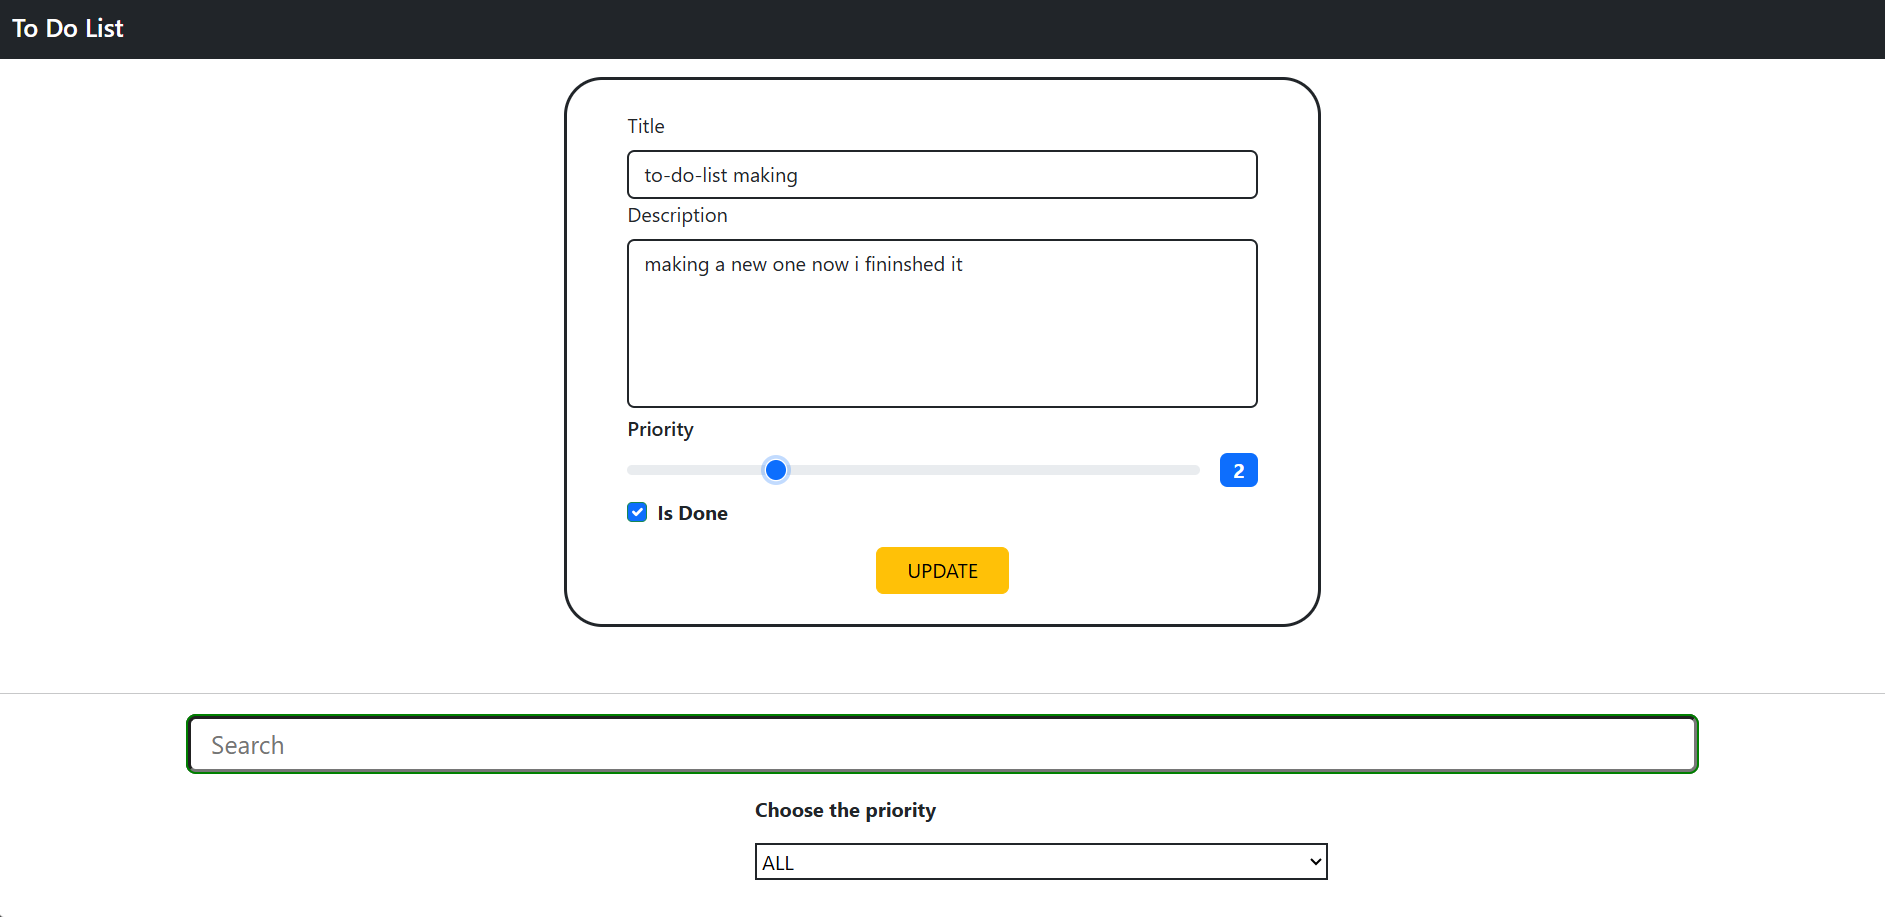 To Do List
Title
to-do-list making
Description
making a new one now i fininshed it
Priority
2
Is Done
UPDATE
Search
Choose the priority
ALL